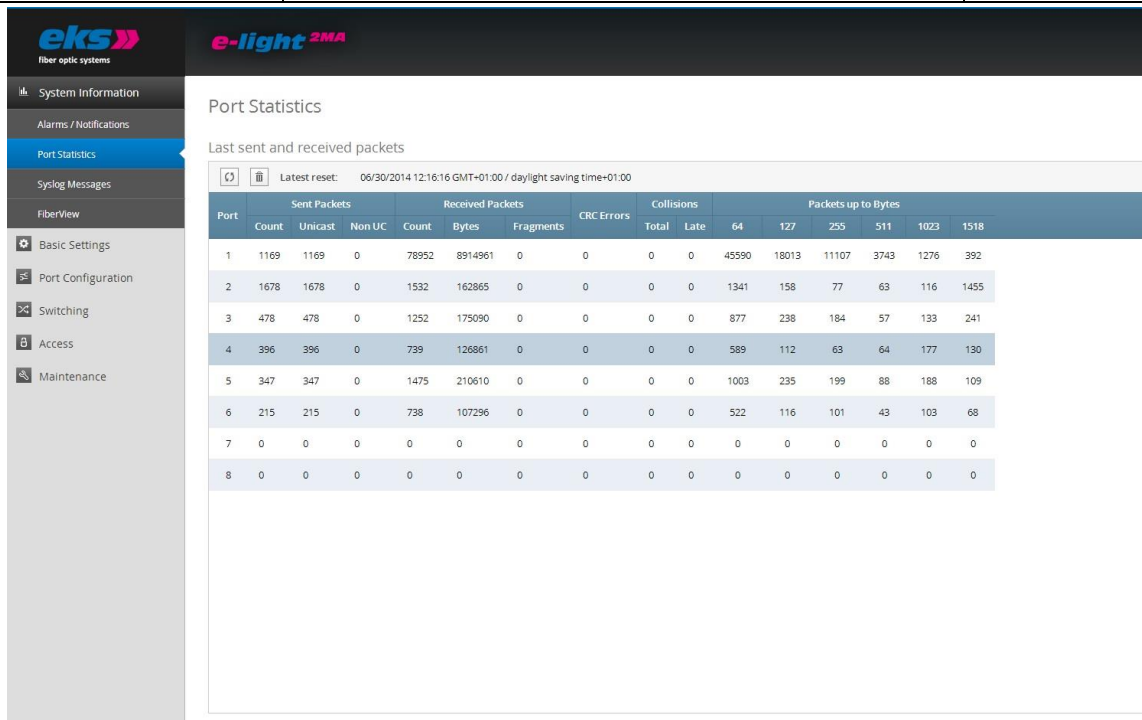 eks
fiber optic systems
e-light 2MA
System Information
Alarms / Notifications
Port Statistics
Syslog Messages
FiberView
Basic Settings
Port Configuration
Switching
Access
Maintenance
Port Statistics
Last sent and received packets
Latest reset: 06/30/2014 12:16:16 GMT+01:00 / daylight saving time+01:00
Port Sent Packets Received Packets CRC Errors Collisions Packets up to Bytes
Count Unicast Non UC Count Bytes Fragments Total Late 64 127 255 511 1023 1518
1 1169 1169 0 78952 8914961 0 0 0 0 45590 18013 11107 3743 1276 392
2 1678 1678 0 1532 162865 0 0 0 0 1341 158 77 63 116 1455
3 478 478 0 1252 175090 0 0 0 0 877 238 184 57 133 241
4 396 396 0 739 126861 0 0 0 0 589 112 63 64 177 130
5 347 347 0 1475 210610 0 0 0 0 1003 235 199 88 188 109
6 215 215 0 738 107296 0 0 0 0 522 116 101 43 103 68
7 0 0 0 0 0 0 0 0 0 0 0 0 0 0 0
8 0 0 0 0 0 0 0 0 0 0 0 0 0 0 0